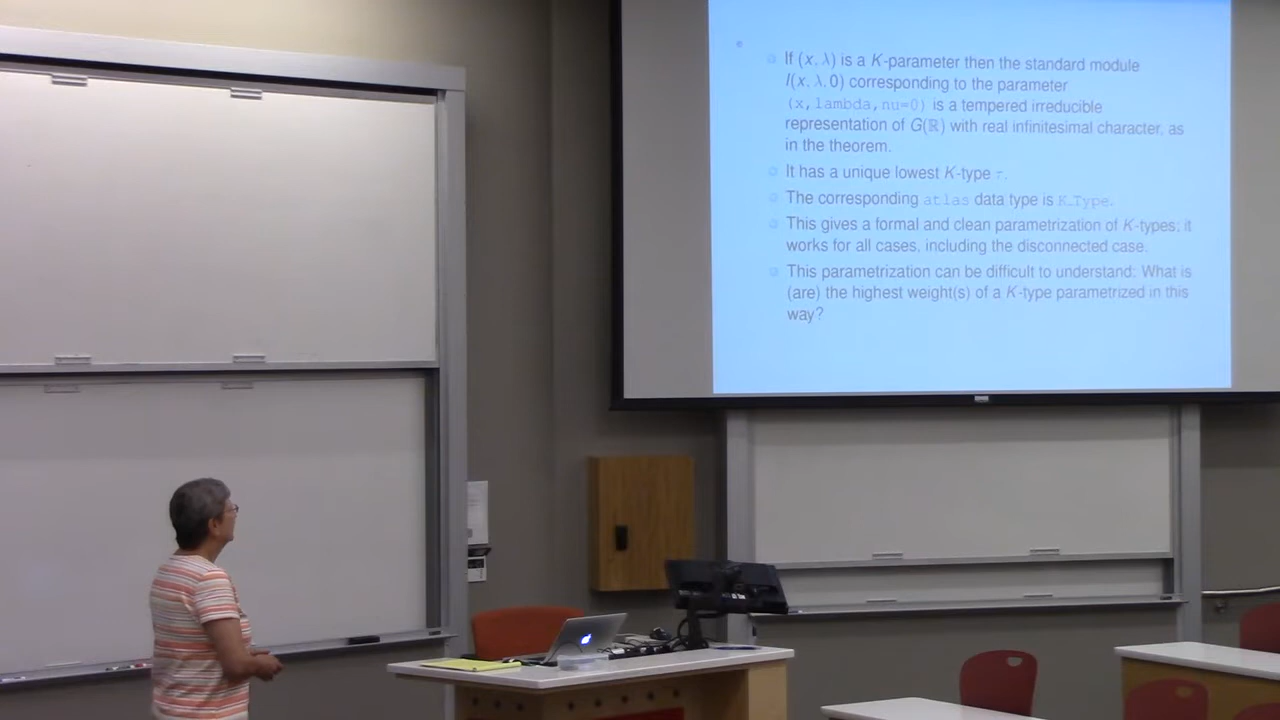 If (x, λ) is a K-parameter then the standard module
I(x, λ, 0) corresponding to the parameter
(x,lambda,nu=0) is a tempered irreducible
representation of G(ℝ) with real infinitesimal character, as
in the theorem.
It has a unique lowest K-type τ.
The corresponding atlas data type is K_Type.
This gives a formal and clean parametrization of K-types; it
works for all cases, including the disconnected case.
This parametrization can be difficult to understand: What is
(are) the highest weight(s) of a K-type parametrized in this
way?